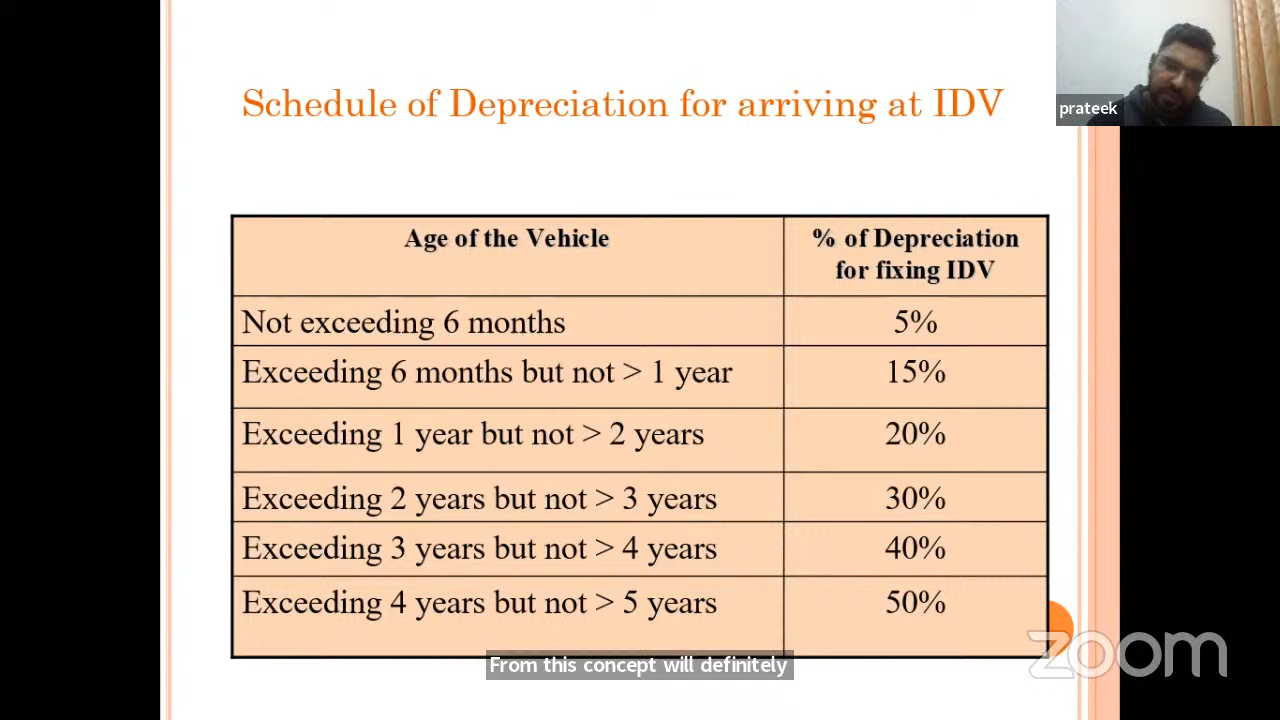 Schedule of Depreciation for arriving at IDV
prateek
Age of the Vehicle
% of Depreciation
for fixing IDV
Not exceeding 6 months
5%
Exceeding 6 months but not > 1 year
15%
Exceeding 1 year but not > 2 years
20%
Exceeding 2 years but not > 3 years
30%
Exceeding 3 years but not > 4 years
40%
Exceeding 4 years but not > 5 years
50%
From this concept will definitely
zoom